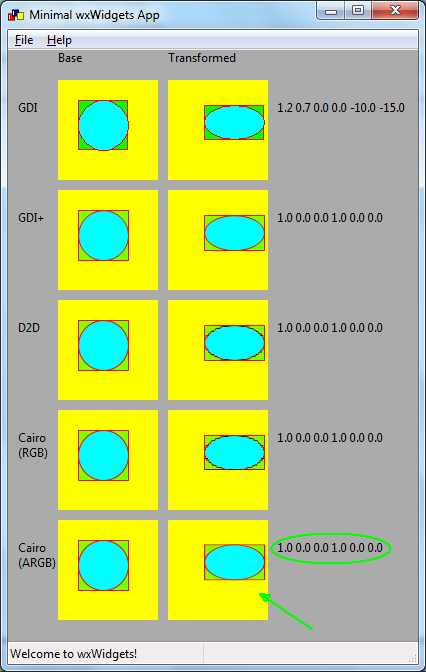 Minimal wxWidgets App
File Help
Base Transformed
GDI 1.2 0.7 0.0 0.0 -10.0 -15.0
GDI+ 1.0 0.0 0.0 1.0 0.0 0.0
D2D 1.0 0.0 0.0 1.0 0.0 0.0
Cairo 1.0 0.0 0.0 1.0 0.0 0.0
(RGB)
Cairo 1.0 0.0 0.0 1.0 0.0 0.0
(ARGB)
Welcome to wxWidgets!